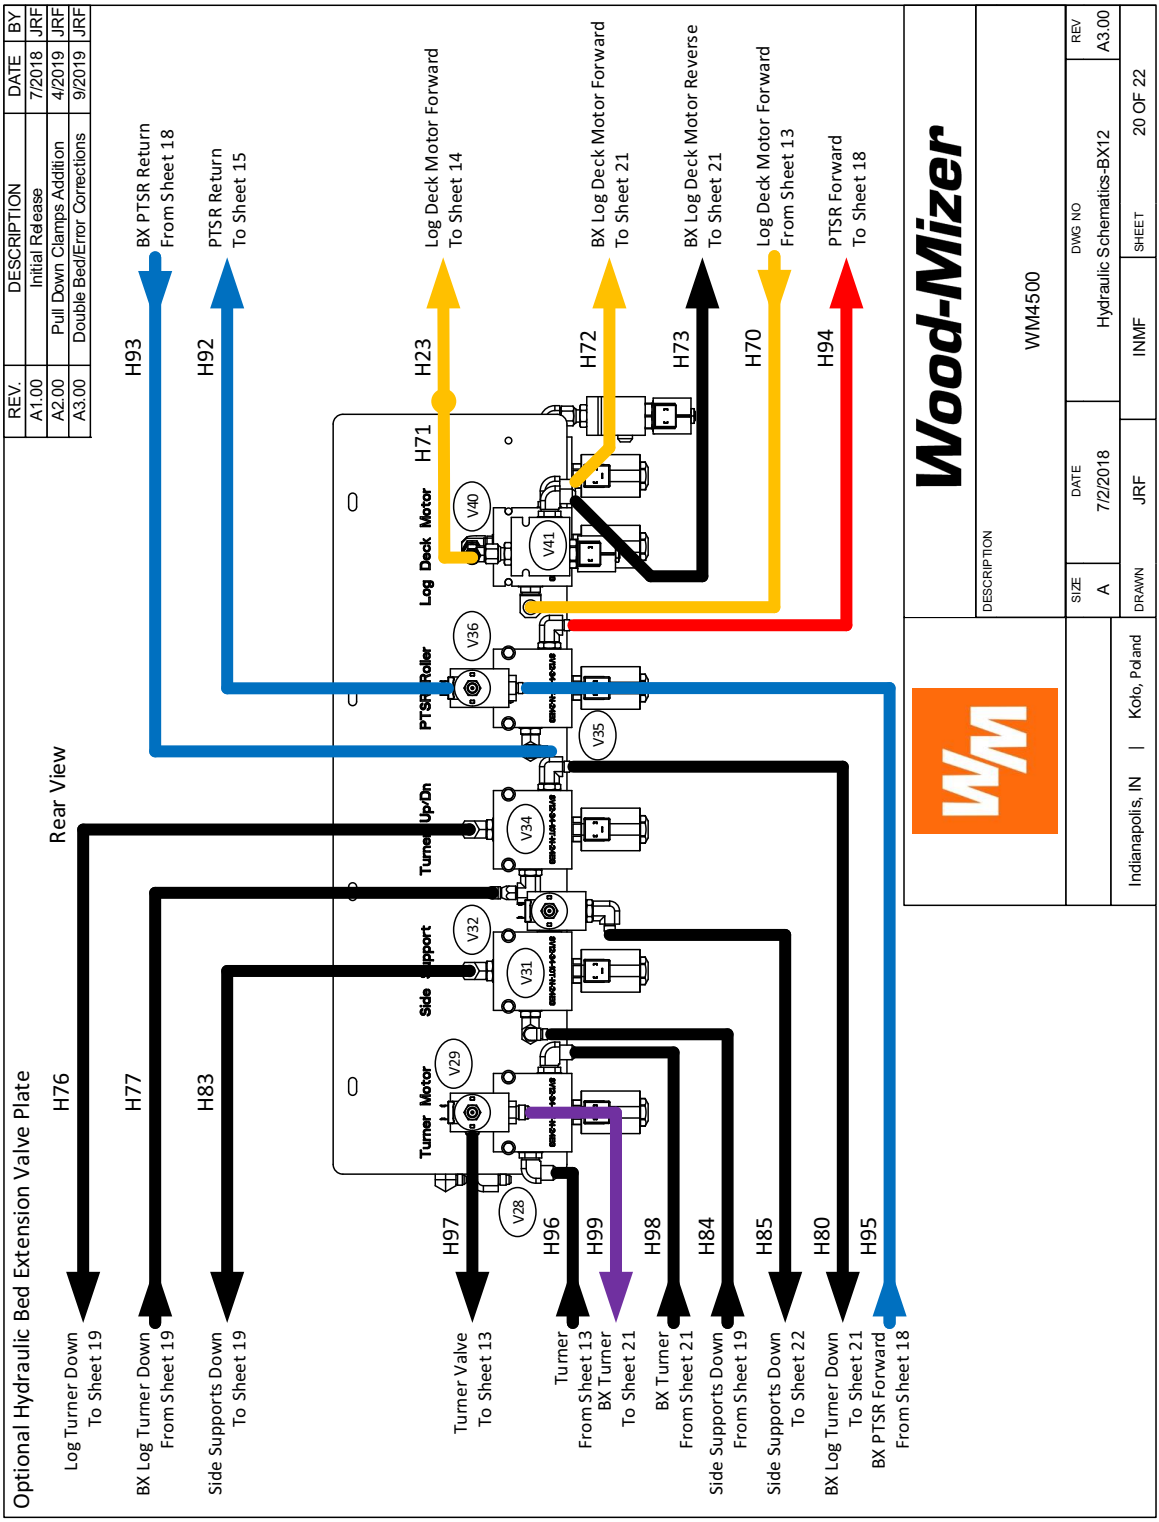 Optional Hydraulic Bed Extension Valve Plate
Rear View
REV. DESCRIPTION DATE BY
A1.00 Initial Release 7/2018 JRF
A2.00 Pull Down Clamps Addition 4/2019 JRF
A3.00 Double Bed/Error Corrections 9/2019 JRF
Log Turner Down
To Sheet 19
H76
BX Log Turner Down
From Sheet 19
H77
Side Supports Down
To Sheet 19
H83
H93
BX PTSR Return
From Sheet 18
H92
PTSR Return
To Sheet 15
H71
H23
Log Deck Motor Forward
To Sheet 14
Turner Motor
Side Support
Turner Up/Dn
PTSR Roller
Log Deck Motor
V29
V32
V36
V40
V28
V31
V34
V35
V41
Turner Valve
To Sheet 13
H97
Turner
From Sheet 13
H96
BX Turner
To Sheet 21
H99
BX Turner
From Sheet 21
H98
Side Supports Down
From Sheet 19
H84
Side Supports Down
To Sheet 22
H85
BX Log Turner Down
To Sheet 21
H80
BX PTSR Forward
From Sheet 18
H95
H72
BX Log Deck Motor Forward
To Sheet 21
H73
BX Log Deck Motor Reverse
To Sheet 21
H70
Log Deck Motor Forward
From Sheet 13
H94
PTSR Forward
To Sheet 18
WM
Wood-Mizer
DESCRIPTION
WM4500
SIZE DATE DWG NO REV
A 7/2/2018 Hydraulic Schematics-BX12 A3.00
Indianapolis, IN | Koło, Poland
DRAWN JRF INMF SHEET 20 OF 22